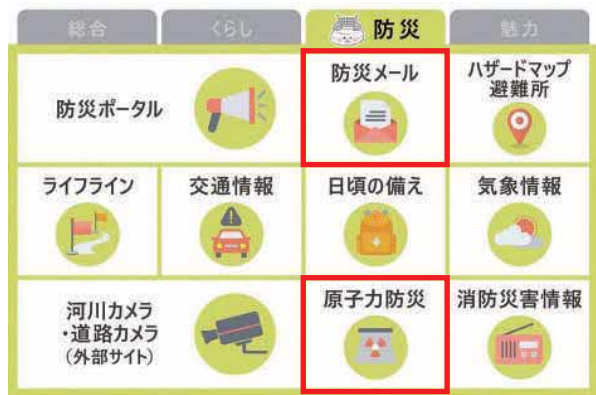 総合
くらし
防災
魅力
防災ポータル
防災メール
ハザードマップ
避難所
ライフライン
交通情報
日頃の備え
気象情報
河川カメラ
・道路カメラ
(外部サイト)
原子力防災
消防災害情報